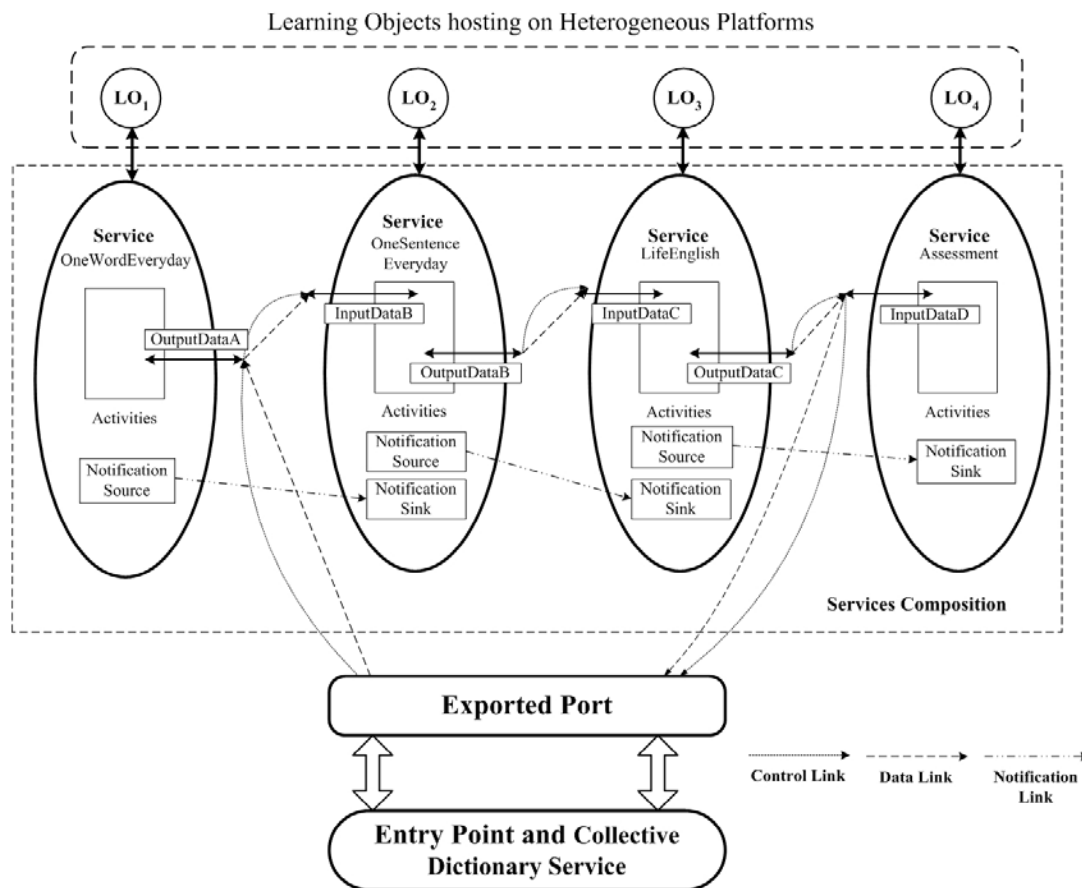 Learning Objects hosting on Heterogeneous Platforms
LO1
LO2
LO3
LO4
Service
OneWordEveryday
OutputDataA
Activities
Notification
Source
Service
OneSentence
Everyday
InputDataB
OutputDataB
Activities
Notification
Source
Notification
Sink
Service
LifeEnglish
InputDataC
OutputDataC
Activities
Notification
Source
Notification
Sink
Service
Assessment
InputDataD
Activities
Notification
Sink
Services Composition
Exported Port
Entry Point and Collective
Dictionary Service
Control Link
Data Link
Notification
Link